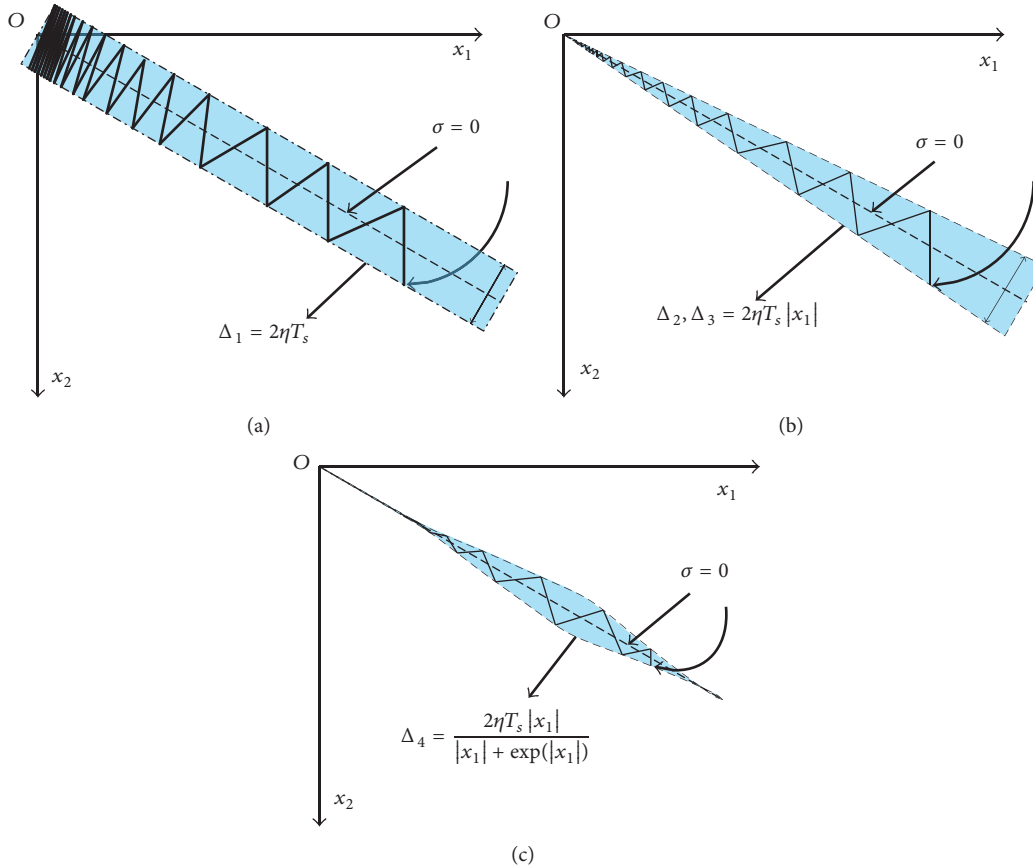 O
x₁
σ = 0
Δ₁ = 2ηTₛ
x₂
(a)
O
x₁
σ = 0
Δ₂, Δ₃ = 2ηTₛ|x₁|
x₂
(b)
O
x₁
σ = 0
Δ₄ = 2ηTₛ|x₁| / |x₁| + exp(|x₁|)
x₂
(c)